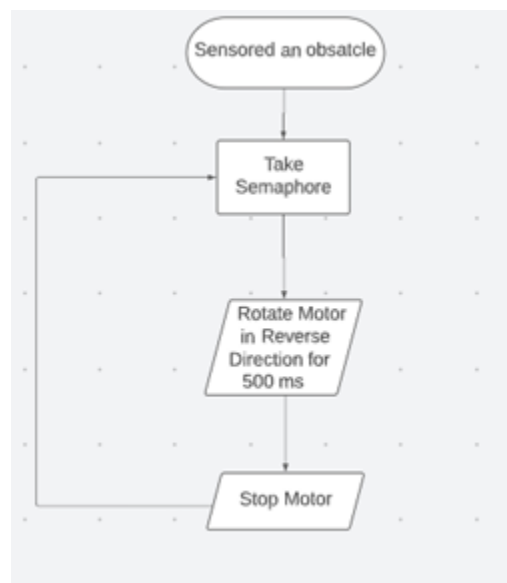 Sensored an obsatcle
Take
Semaphore
Rotate Motor
in Reverse
Direction for
500 ms
Stop Motor